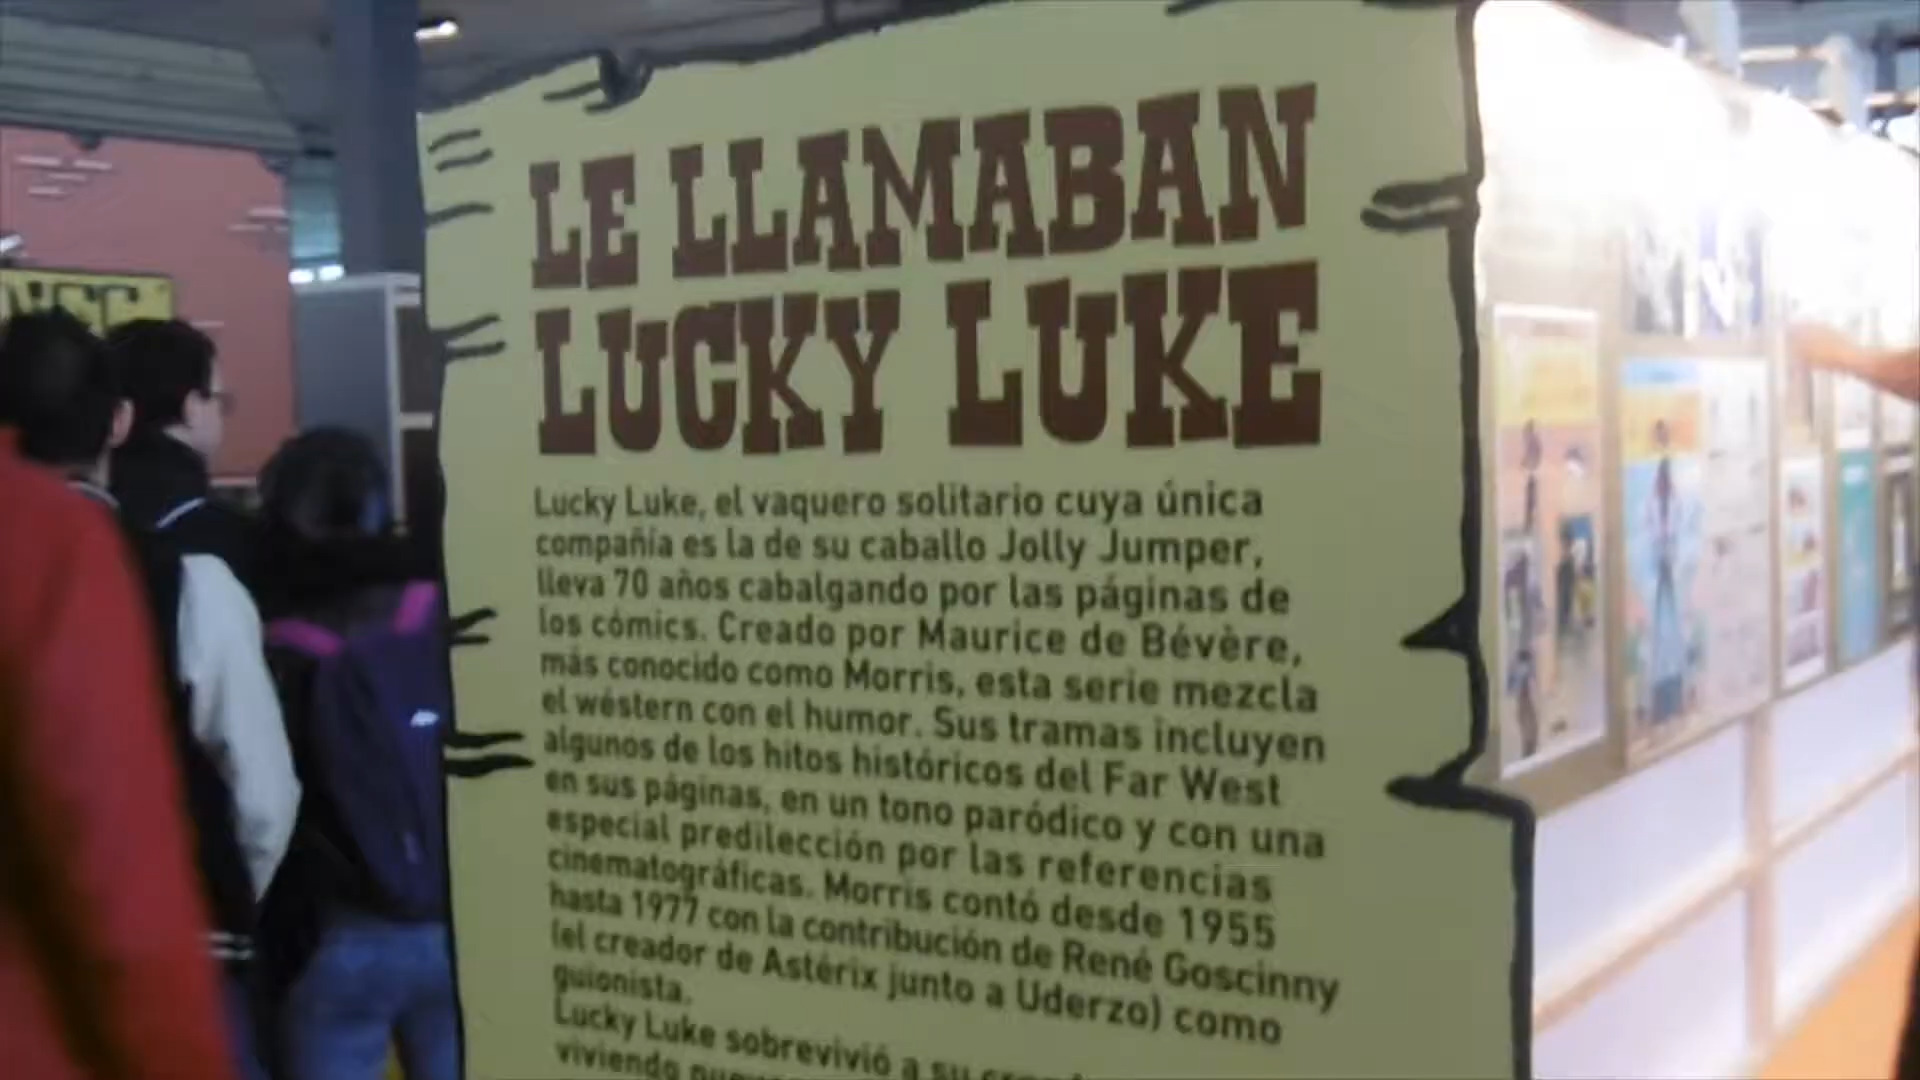 LE LLAMABAN
LUCKY LUKE
Lucky Luke, el vaquero solitario cuya única
compañía es la de su caballo Jolly Jumper,
lleva 70 años cabalgando por las páginas de
los cómics. Creado por Maurice de Bévère,
más conocido como Morris, esta serie mezcla
el wéstern con el humor. Sus tramas incluyen
algunos de los hitos históricos del Far West
en sus páginas, en un tono paródico y con una
especial predilección por las referencias
cinematográficas. Morris contó desde 1955
hasta 1977 con la contribución de René Goscinny
(el creador de Astérix junto a Uderzo) como
guionista.
Lucky Luke sobrevivió a su
viviendo